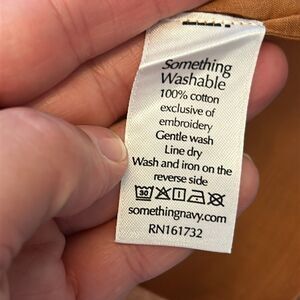 Something
Washable
100% cotton
exclusive of
embroidery
Gentle wash
Line dry
Wash and iron on the
reverse side
30
somethingnavy.com
RN161732